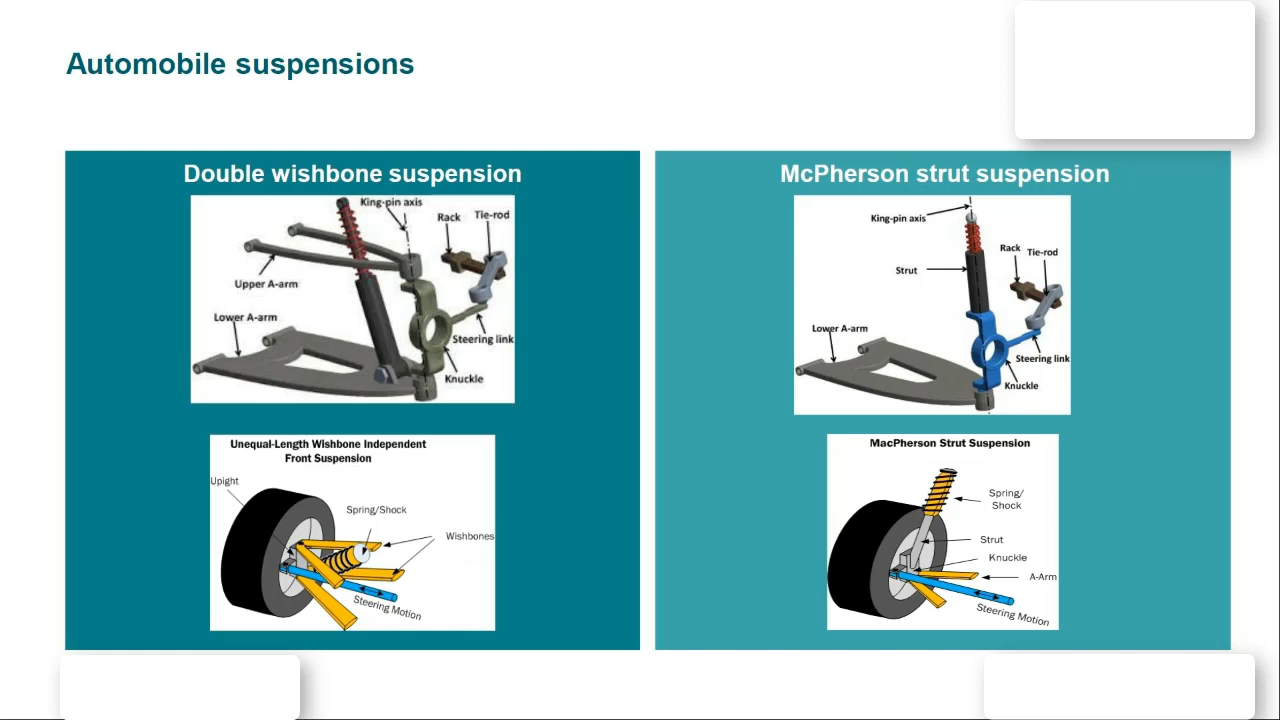 Automobile suspensions
Double wishbone suspension
King-pin axis
Rack
Tie-rod
Upper A-arm
Lower A-arm
Steering link
Knuckle
Unequal-Length Wishbone Independent
Front Suspension
Upight
Spring/Shock
Wishbones
Steering Motion
McPherson strut suspension
King-pin axis
Rack
Tie-rod
Strut
Lower A-arm
Steering link
Knuckle
MacPherson Strut Suspension
Spring/
Shock
Strut
Knuckle
A-Arm
Steering Motion